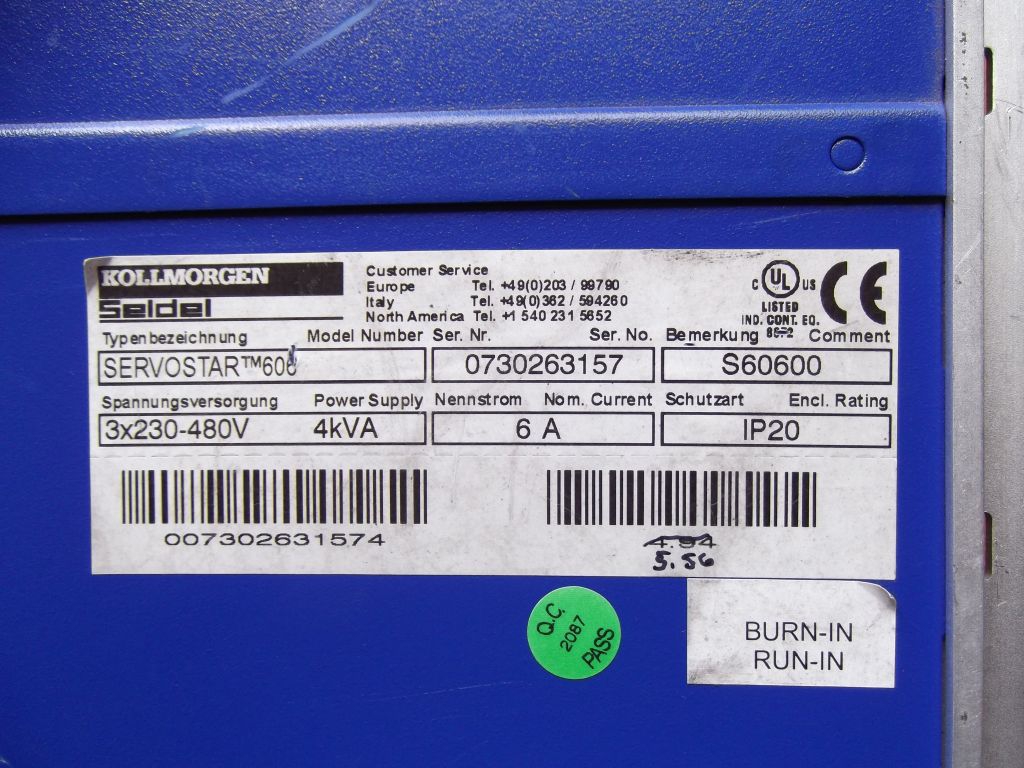 KOLLMORGEN
Seidel
Customer Service
Europe Tel. +49(0)203 / 99790
Italy Tel. +49(0)362 / 594260
North America Tel. +1 540 231 5652
C UL US
LISTED
IND. CONT. EQ.
CE
Typenbezeichnung Model Number Ser. Nr. Ser. No. Bemerkung Comment
SERVOSTAR™606 0730263157 S60600
Spannungsversorgung Power Supply Nennstrom Nom. Current Schutzart Encl. Rating
3x230-480V 4kVA 6 A IP20
007302631574 4.94
5.56
Q.C.
2087
PASS
BURN-IN
RUN-IN